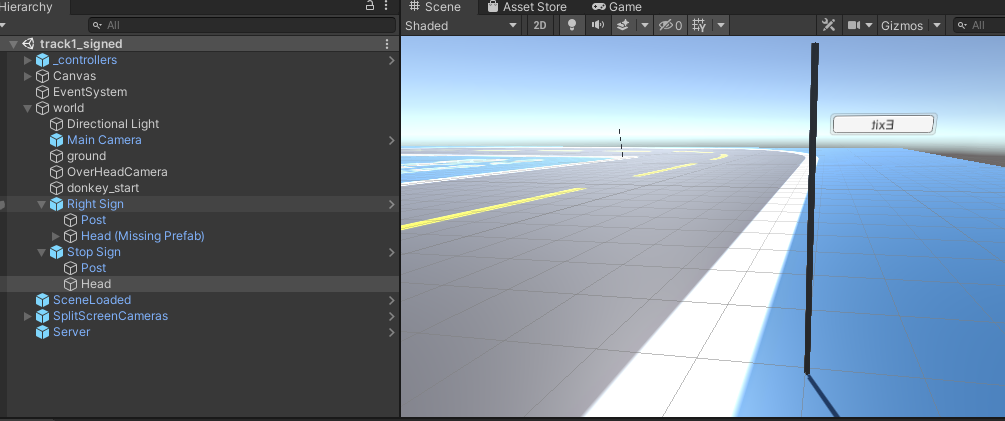 Hierarchy
All
track1_signed
_controllers
Canvas
EventSystem
world
Directional Light
Main Camera
ground
OverHeadCamera
donkey_start
Right Sign
Post
Head (Missing Prefab)
Stop Sign
Post
Head
SceneLoaded
SplitScreenCameras
Server
Scene
Asset Store
Game
Shaded
2D
0
Gizmos
All
Exit